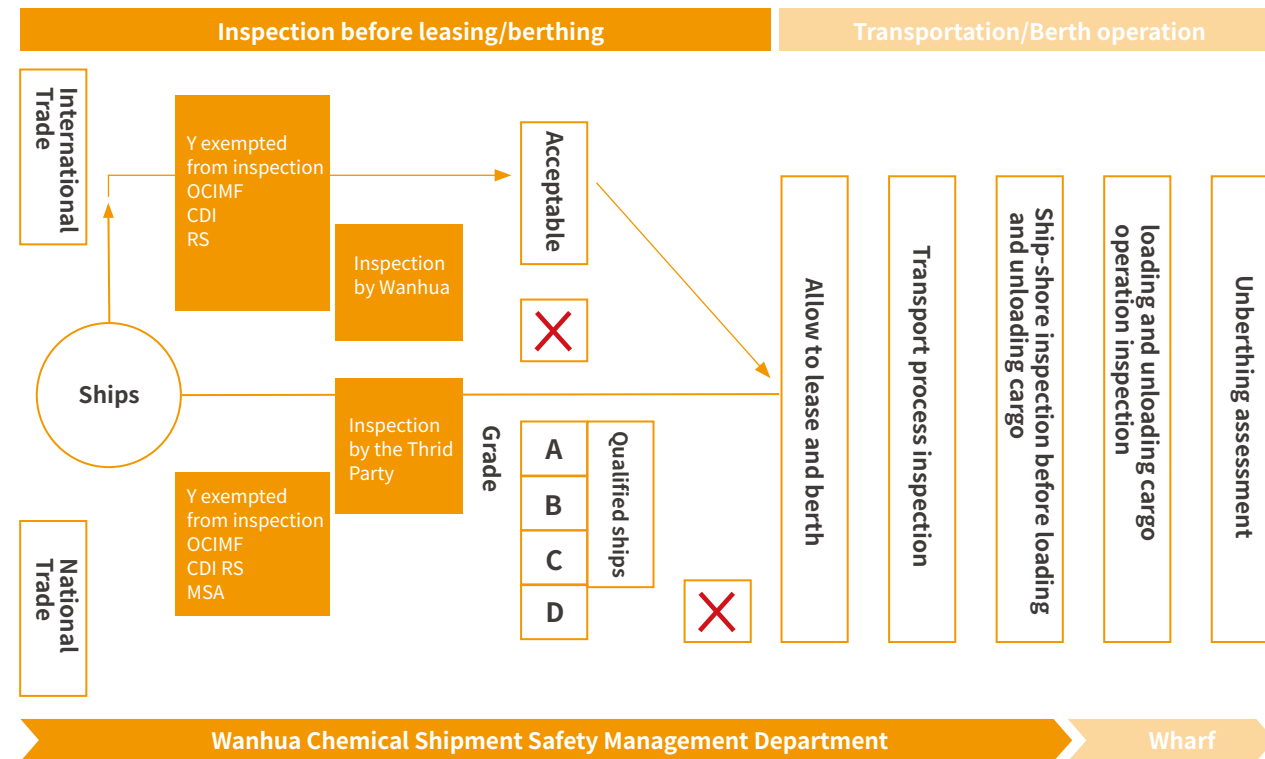 Inspection before leasing/berthing
Transportation/Berth operation
International
Trade
Y exempted
from inspection
OCIMF
CDI
RS
Inspection
by Wanhua
Acceptable
Ships
Inspection
by the Thrid
Party
Y exempted
from inspection
OCIMF
CDI RS
MSA
National
Trade
Grade
A
B
C
D
Qualified ships
Allow to lease and berth
Transport process inspection
Ship-shore inspection before loading
and unloading cargo
loading and unloading cargo
operation inspection
Unberthing assessment
Wanhua Chemical Shipment Safety Management Department
Wharf